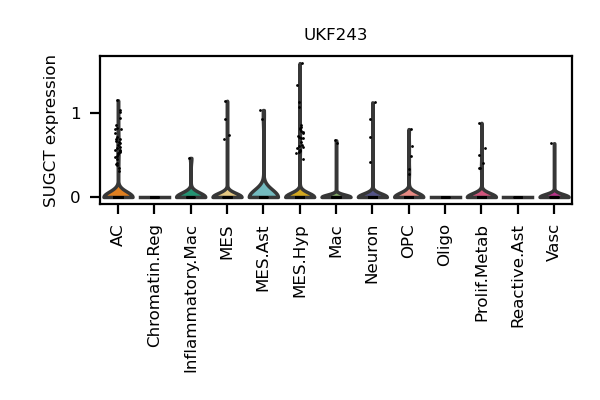 UKF243
SUGCT expression
1
0
AC
Chromatin.Reg
Inflammatory.Mac
MES
MES.Ast
MES.Hyp
Mac
Neuron
OPC
Oligo
Prolif.Metab
Reactive.Ast
Vasc